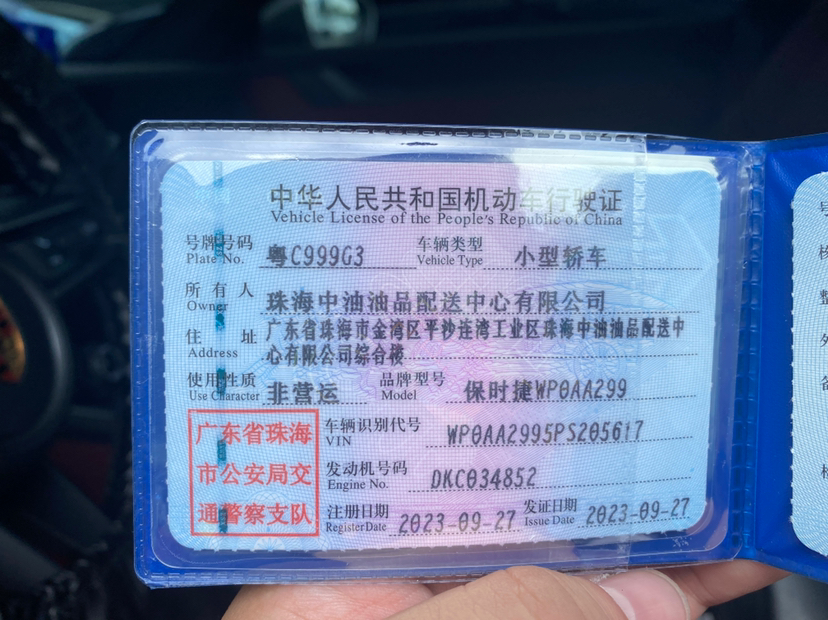 中华人民共和国机动车行驶证
Vehicle License of the People's Republic of China
号牌号码 粤C999G3 车辆类型 小型轿车
Plate No. Vehicle Type
所有人 珠海中油油品配送中心有限公司
Owner
住址 广东省珠海市金湾区平沙连湾工业区珠海中油油品配送中
Address 心有限公司综合楼
使用性质 非营运 品牌型号 保时捷WP0AA299
Use Character Model
广东省珠海 车辆识别代号 WP0AA2995PS205617
VIN
市公安局交 发动机号码 DKC034852
Engine No.
通警察支队 注册日期 2023-09-27 发证日期 2023-09-27
Register Date Issue Date